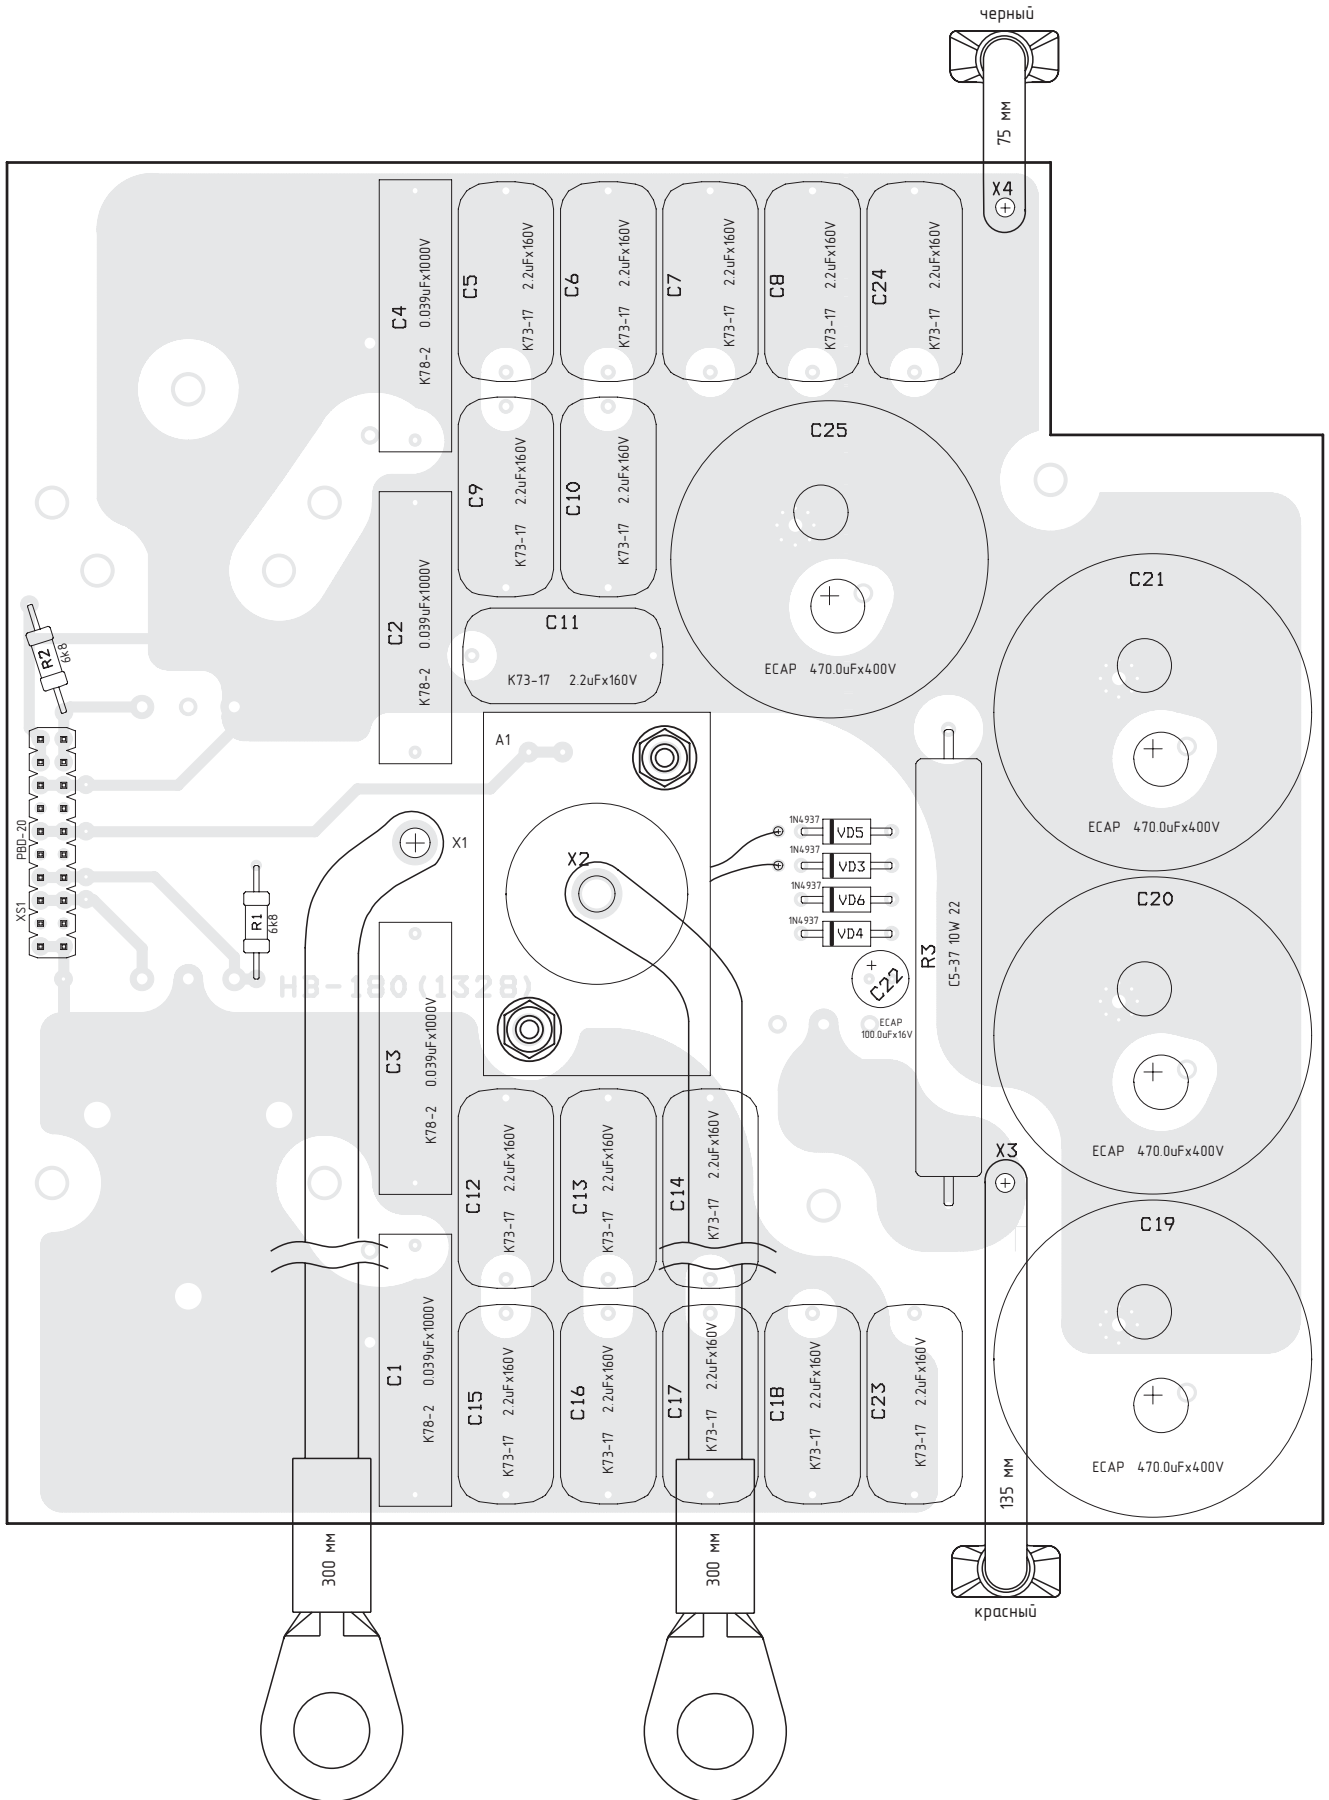 черный
75 мм
X4
C4
K78-2 0.039uFx1000V
C5
K73-17 2.2uFx160V
C6
K73-17 2.2uFx160V
C7
K73-17 2.2uFx160V
C8
K73-17 2.2uFx160V
C24
K73-17 2.2uFx160V
C9
K73-17 2.2uFx160V
C10
K73-17 2.2uFx160V
C25
ECAP 470.0uFx400V
C2
K78-2 0.039uFx1000V
C11
K73-17 2.2uFx160V
C21
ECAP 470.0uFx400V
R2
6k8
A1
XS1
PBD-20
X1
X2
1N4937
VD5
1N4937
VD3
1N4937
VD6
1N4937
VD4
R1
6k8
R3
C5-37 10W 22
C20
ECAP 470.0uFx400V
C22
ECAP
100.0uFx16V
HB-180(1328)
C3
K78-2 0.039uFx1000V
C12
K73-17 2.2uFx160V
C13
K73-17 2.2uFx160V
C14
K73-17 2.2uFx160V
X3
C19
ECAP 470.0uFx400V
C1
K78-2 0.039uFx1000V
C15
K73-17 2.2uFx160V
C16
K73-17 2.2uFx160V
C17
K73-17 2.2uFx160V
C18
K73-17 2.2uFx160V
C23
K73-17 2.2uFx160V
135 мм
300 мм
300 мм
красный